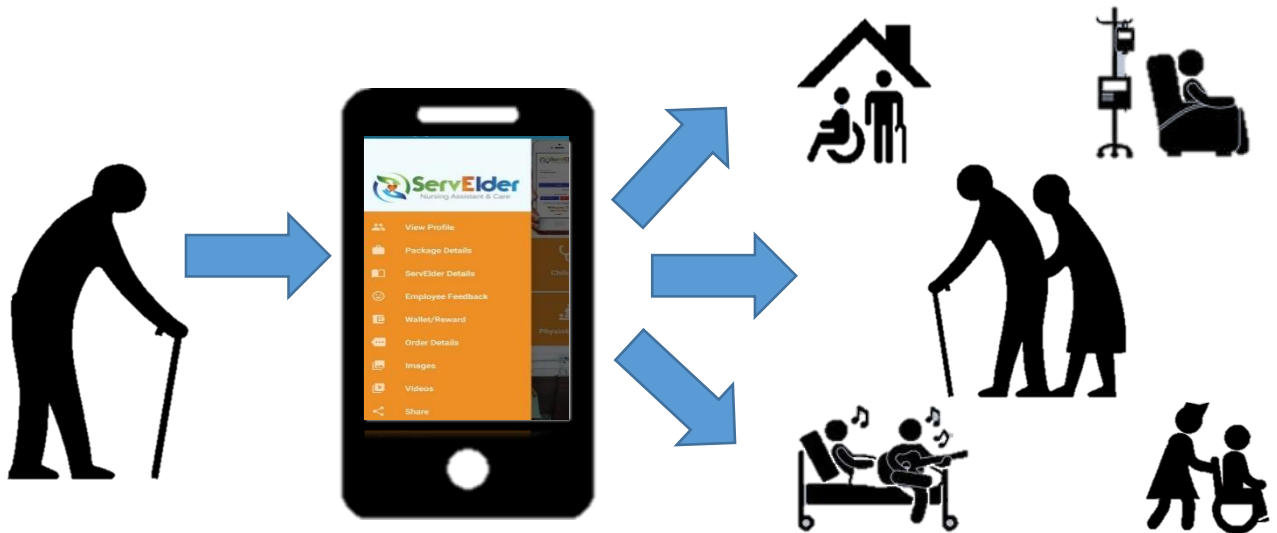 ServElder
Nursing Assistant & Care
View Profile
Package Details
ServElder Details
Employee Feedback
Wallet/Reward
Order Details
Images
Videos
Share